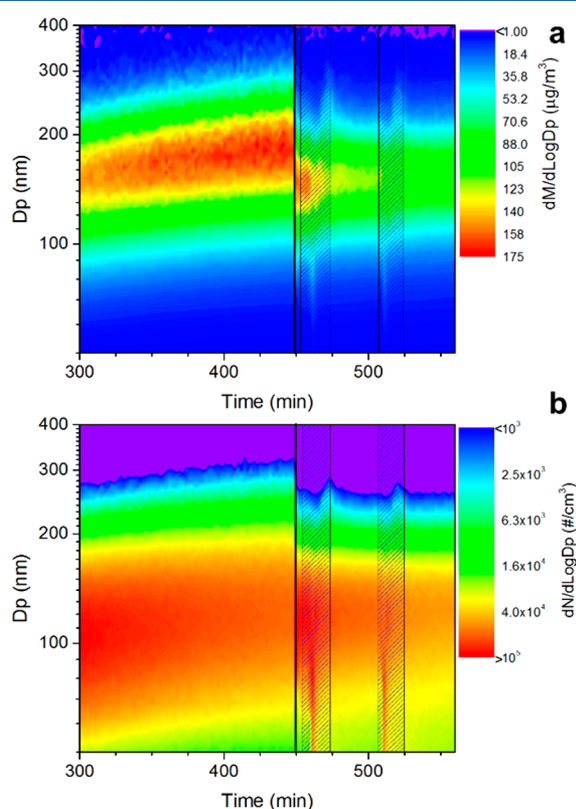 a
400
300
200
100
Dp (nm)
300
400
500
Time (min)
<1.00
18.4
35.8
53.2
70.6
88.0
105
123
140
158
175
dM/dLogDp (µg/m³)
b
400
300
200
100
Dp (nm)
300
400
500
Time (min)
<10³
2.5x10³
6.3x10³
1.6x10⁴
4.0x10⁴
>10⁵
dN/dLogDp (#/cm³)